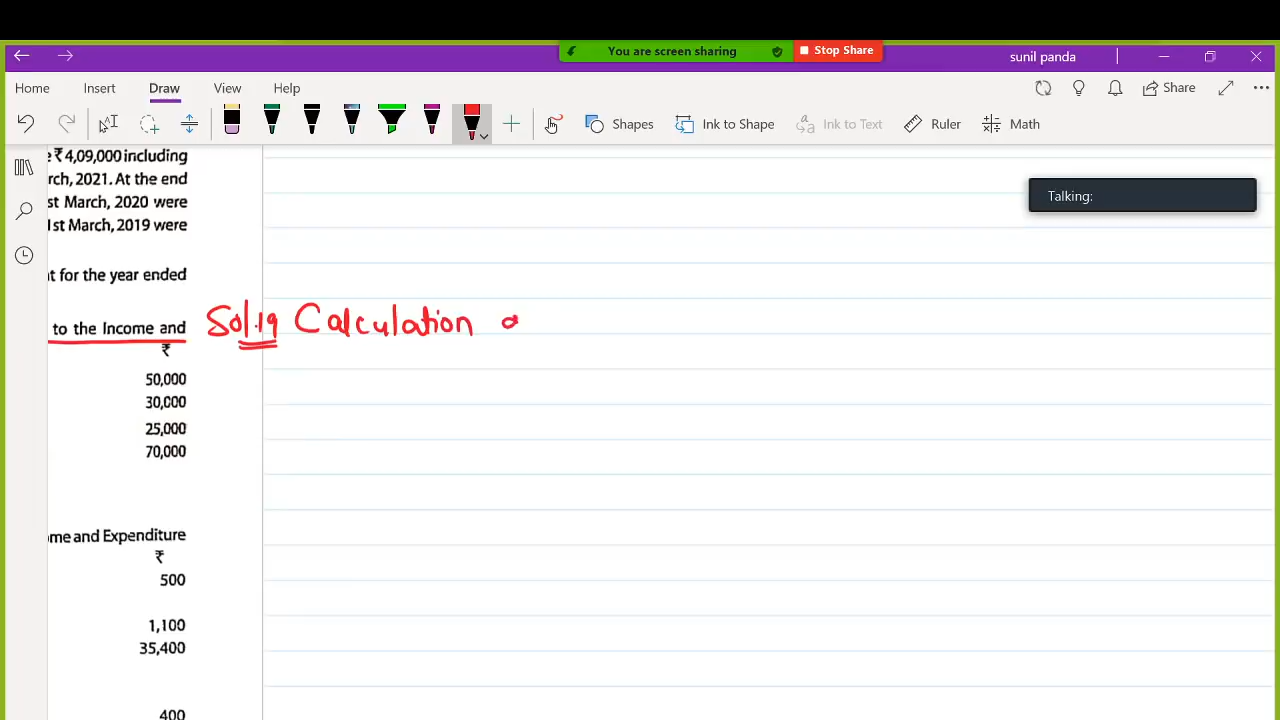 You are screen sharing
Stop Share
sunil panda
Home Insert Draw View Help
Share
Shapes Ink to Shape Ink to Text Ruler Math
Talking:
e ₹ 4,09,000 including
rch, 2021. At the end
st March, 2020 were
1st March, 2019 were
t for the year ended
to the Income and
Sol.19 Calculation o
₹
50,000
30,000
25,000
70,000
me and Expenditure
₹
500
1,100
35,400
400